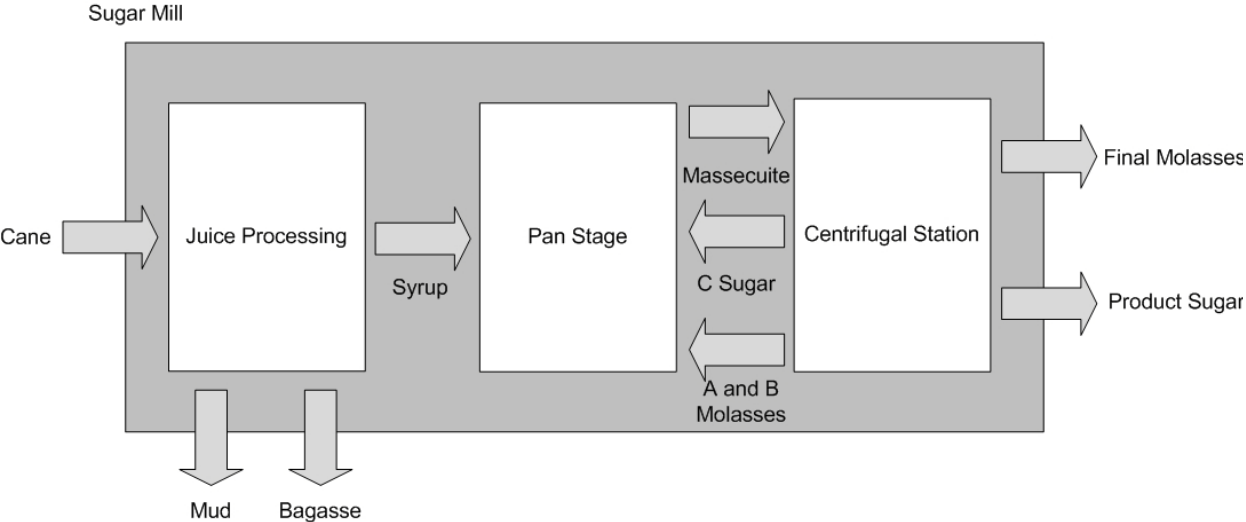 Sugar Mill
Cane
Juice Processing
Syrup
Pan Stage
Massecuite
C Sugar
A and B
Molasses
Centrifugal Station
Final Molasses
Product Sugar
Mud
Bagasse